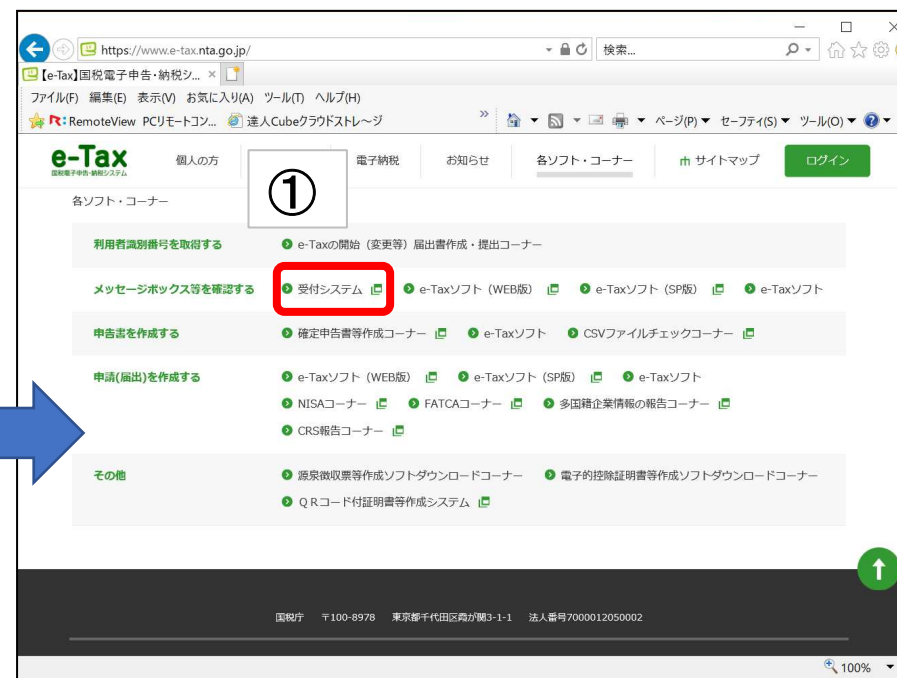 https://www.e-tax.nta.go.jp/ 検索...
【e-Tax】国税電子申告・納税シ... ×
ファイル(F) 編集(E) 表示(V) お気に入り(A) ツール(T) ヘルプ(H)
RemoteView PCリモートコン... 達人Cubeクラウドストレ～ジ » ページ(P) セーフティ(S) ツール(O)
e-Tax 個人の方 電子納税 お知らせ 各ソフト・コーナー サイトマップ ログイン
国税電子申告・納税システム
①
各ソフト・コーナー
利用者識別番号を取得する e-Taxの開始（変更等）届出書作成・提出コーナー
メッセージボックス等を確認する 受付システム e-Taxソフト（WEB版） e-Taxソフト（SP版） e-Taxソフト
申告書を作成する 確定申告書等作成コーナー e-Taxソフト CSVファイルチェックコーナー
申請(届出)を作成する e-Taxソフト（WEB版） e-Taxソフト（SP版） e-Taxソフト
NISAコーナー FATCAコーナー 多国籍企業情報の報告コーナー
CRS報告コーナー
その他 源泉徴収票等作成ソフトダウンロードコーナー 電子的控除証明書等作成ソフトダウンロードコーナー
ＱＲコード付証明書等作成システム
国税庁 〒100-8978 東京都千代田区霞が関3-1-1 法人番号7000012050002
100%